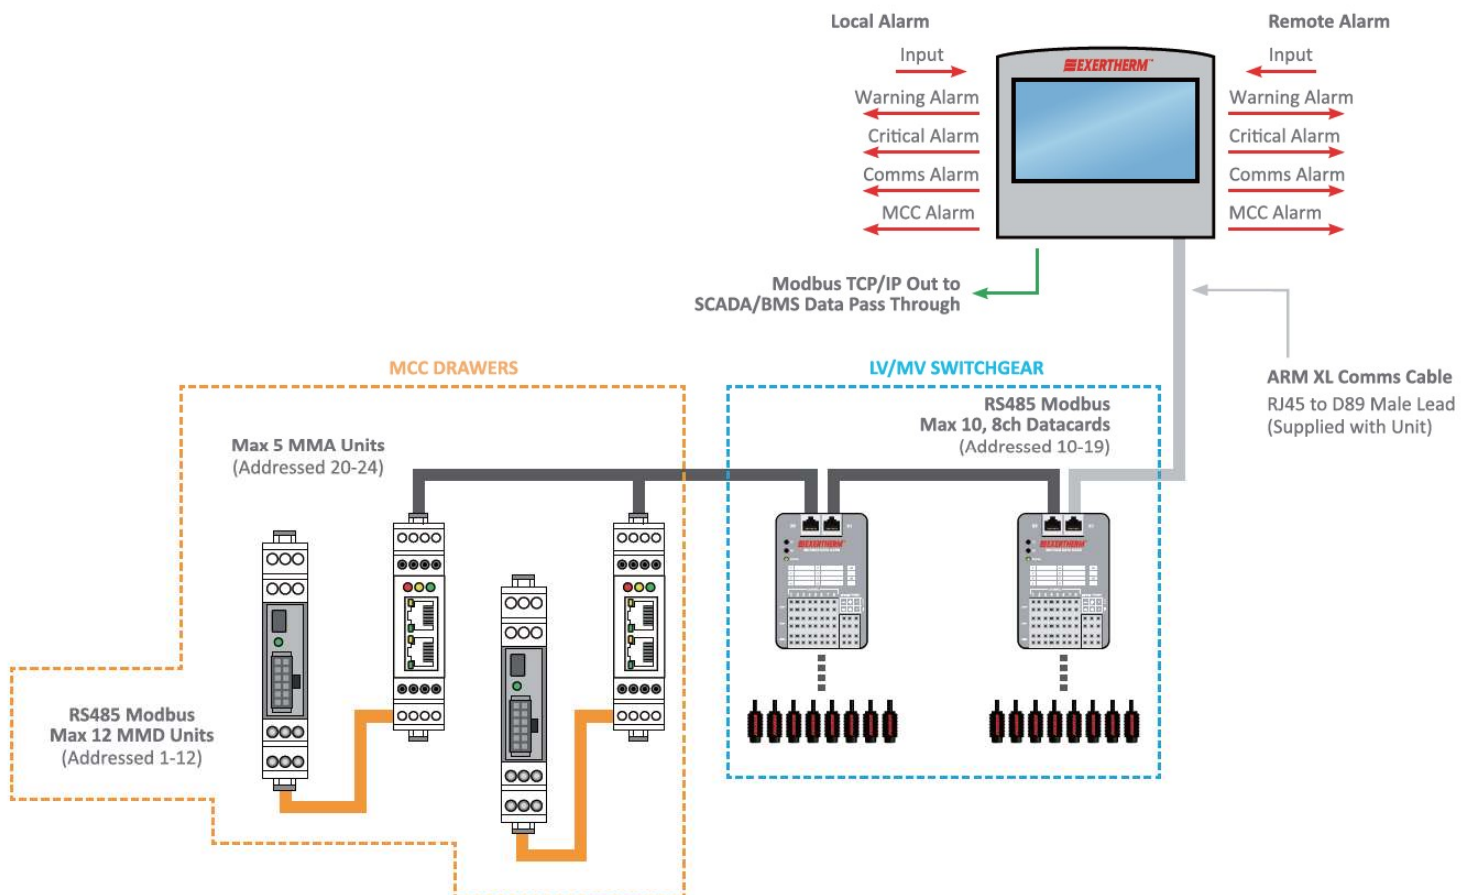 Local Alarm
Remote Alarm
Input
Input
EXERTHERM™
Warning Alarm
Warning Alarm
Critical Alarm
Critical Alarm
Comms Alarm
Comms Alarm
MCC Alarm
MCC Alarm
Modbus TCP/IP Out to
SCADA/BMS Data Pass Through
MCC DRAWERS
LV/MV SWITCHGEAR
ARM XL Comms Cable
RJ45 to D89 Male Lead
(Supplied with Unit)
RS485 Modbus
Max 10, 8ch Datacards
(Addressed 10-19)
Max 5 MMA Units
(Addressed 20-24)
EXERTHERM
EXERTHERM
RS485 Modbus
Max 12 MMD Units
(Addressed 1-12)